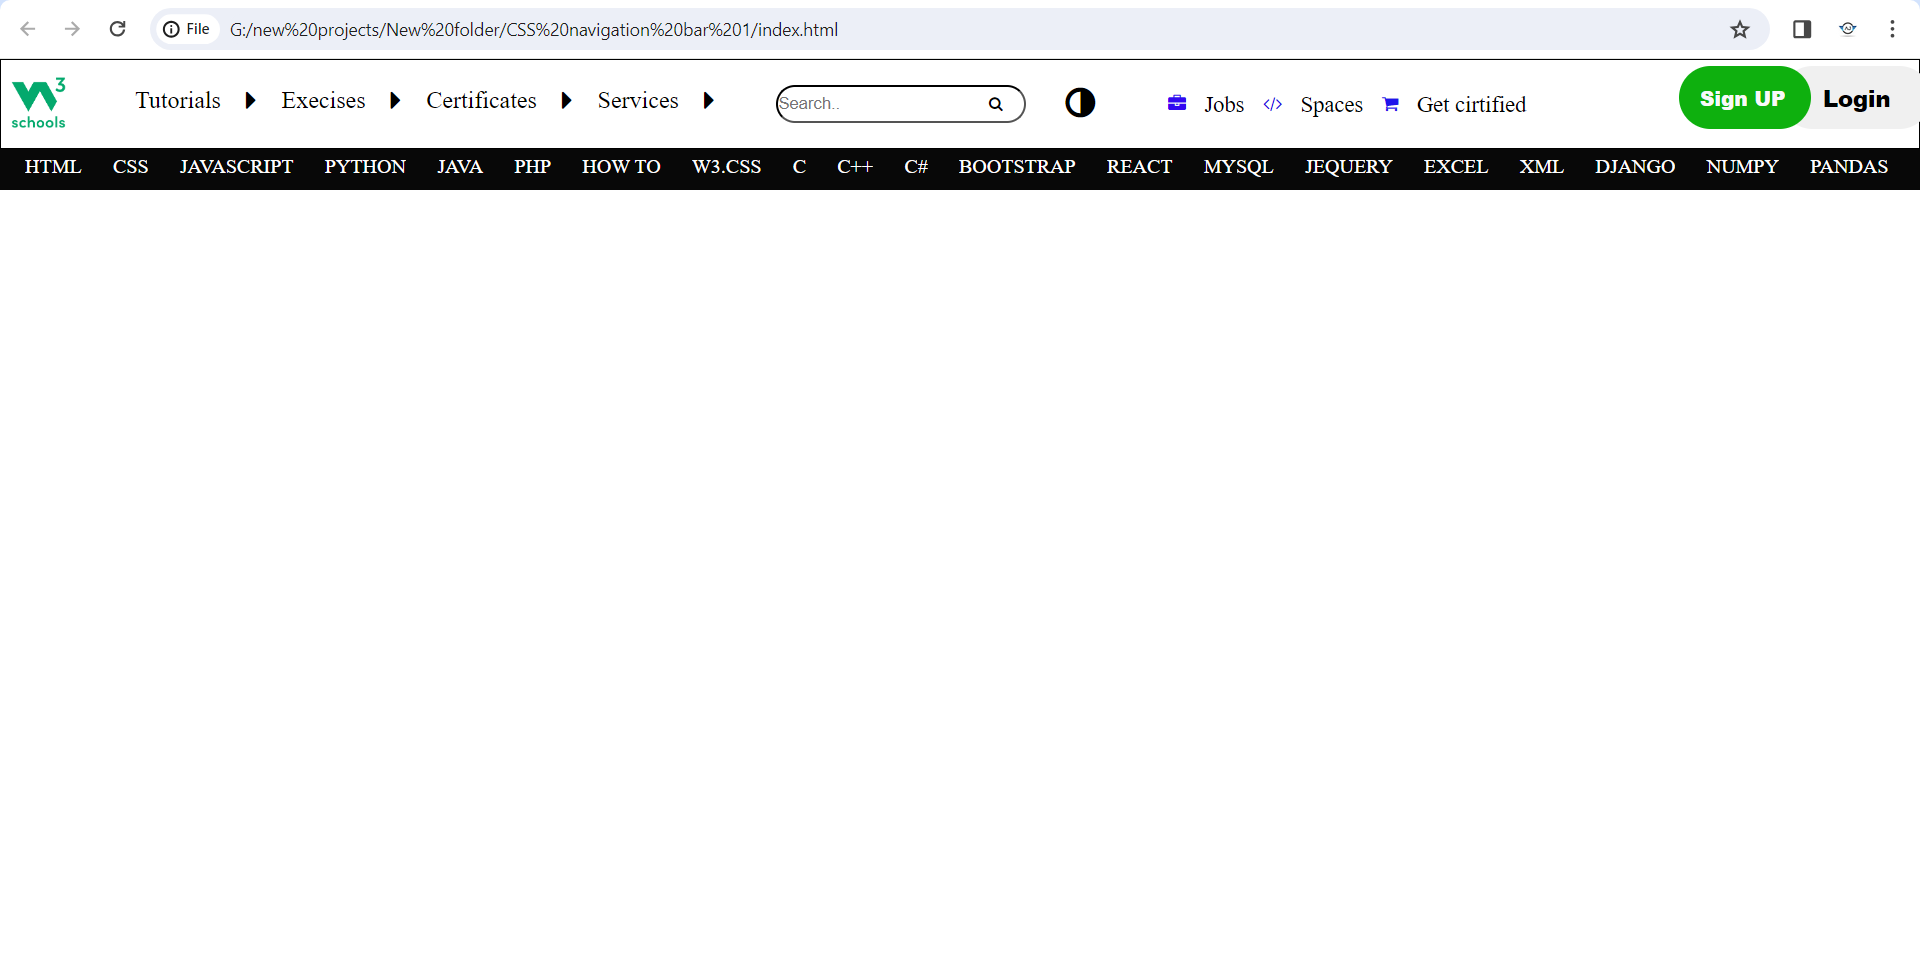 File G:/new%20projects/New%20folder/CSS%20navigation%20bar%201/index.html
W3 schools Tutorials Execises Certificates Services Search.. </> Jobs Spaces Get cirtified Sign UP Login
HTML CSS JAVASCRIPT PYTHON JAVA PHP HOW TO W3.CSS C C++ C# BOOTSTRAP REACT MYSQL JEQUERY EXCEL XML DJANGO NUMPY PANDAS